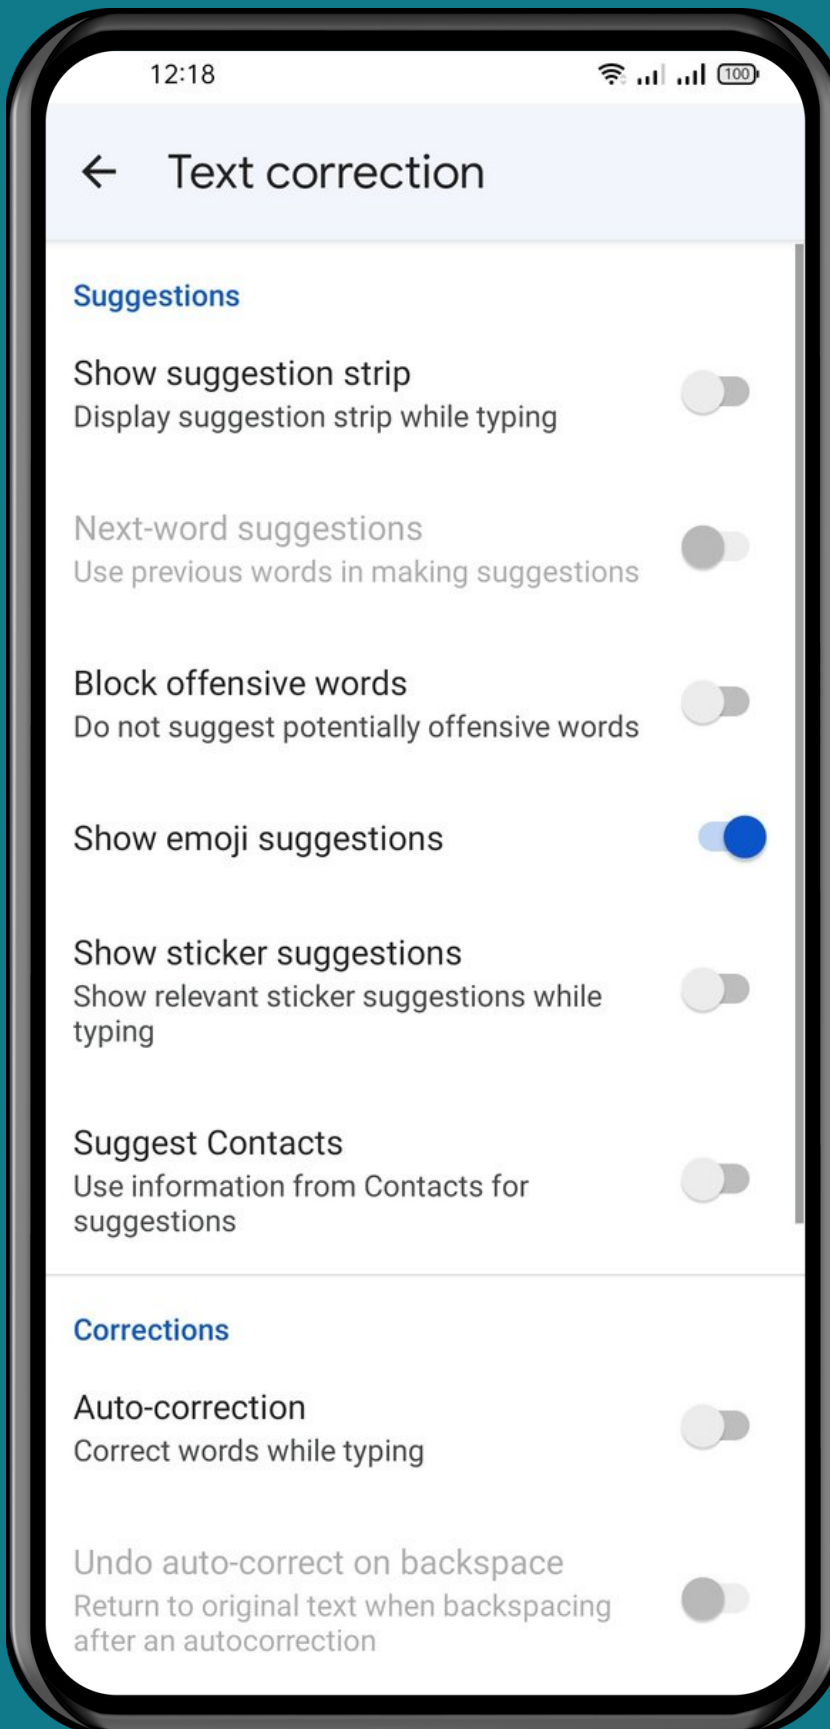 12:18
100
Text correction
Suggestions
Show suggestion strip
Display suggestion strip while typing
Next-word suggestions
Use previous words in making suggestions
Block offensive words
Do not suggest potentially offensive words
Show emoji suggestions
Show sticker suggestions
Show relevant sticker suggestions while
typing
Suggest Contacts
Use information from Contacts for
suggestions
Corrections
Auto-correction
Correct words while typing
Undo auto-correct on backspace
Return to original text when backspacing
after an autocorrection